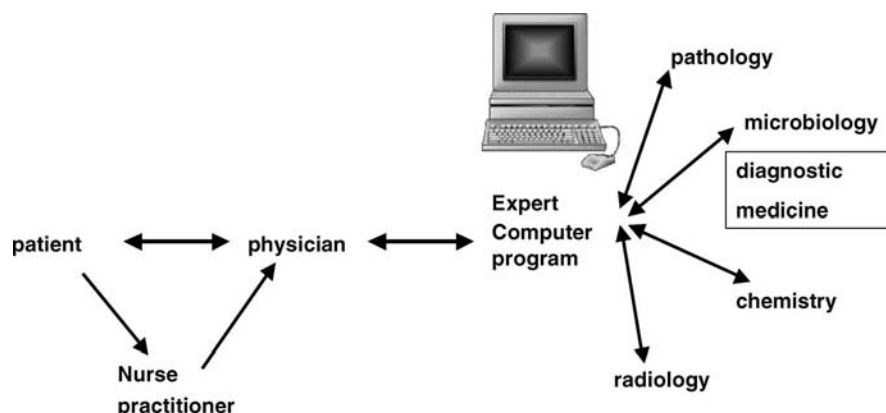 pathology
microbiology
diagnostic
medicine
Expert
Computer
program
patient
physician
chemistry
Nurse
practitioner
radiology